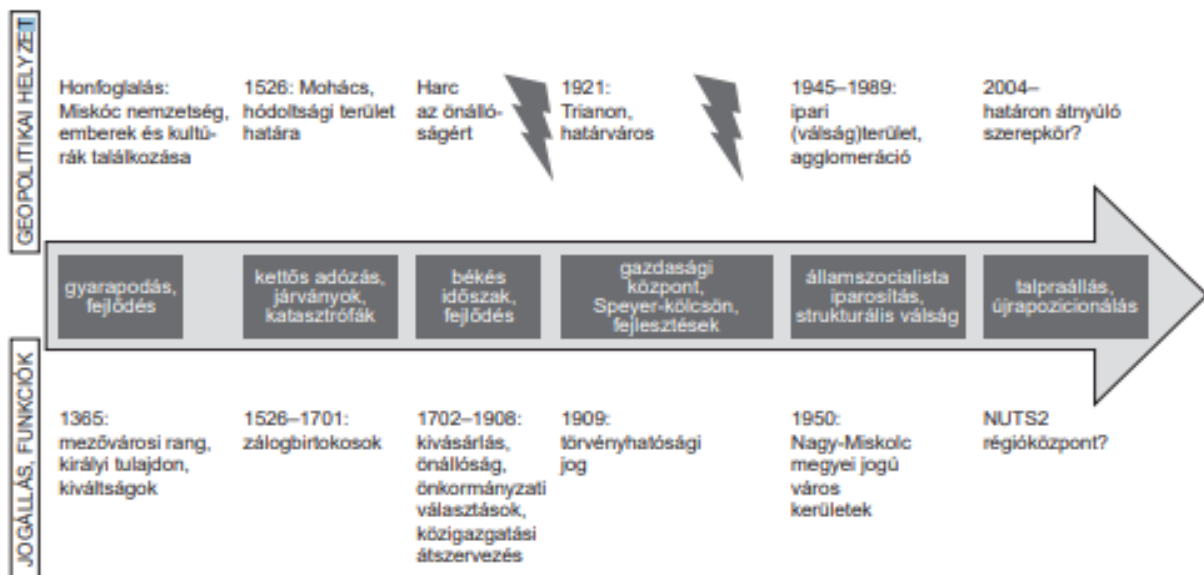 GEOPOLITIKAI HELYZET
Honfoglalás:
Miskóc nemzetség,
emberek és kultú-
rák találkozása
1526: Mohács,
hódoltsági terület
határa
Harc
az önálló-
ságért
1921:
Trianon,
határváros
1945–1989:
ipari
(válság)terület,
agglomeráció
2004–
határon átnyúló
szerepkör?
gyarapodás,
fejlődés
kettős adózás,
járványok,
katasztrófák
békés
időszak,
fejlődés
gazdasági
központ,
Speyer-kölcsön,
fejlesztések
államszocialista
iparosítás,
strukturális válság
talpraállás,
újrapozicionálás
JOGÁLLÁS, FUNKCIÓK
1365:
mezővárosi rang,
királyi tulajdon,
kiváltságok
1526–1701:
zálogbirtokosok
1702–1908:
kivásárlás,
önállóság,
önkormányzati
választások,
közigazgatási
átszervezés
1909:
törvényhatósági
jog
1950:
Nagy-Miskolc
megyei jogú
város
kerületek
NUTS2
régióközpont?